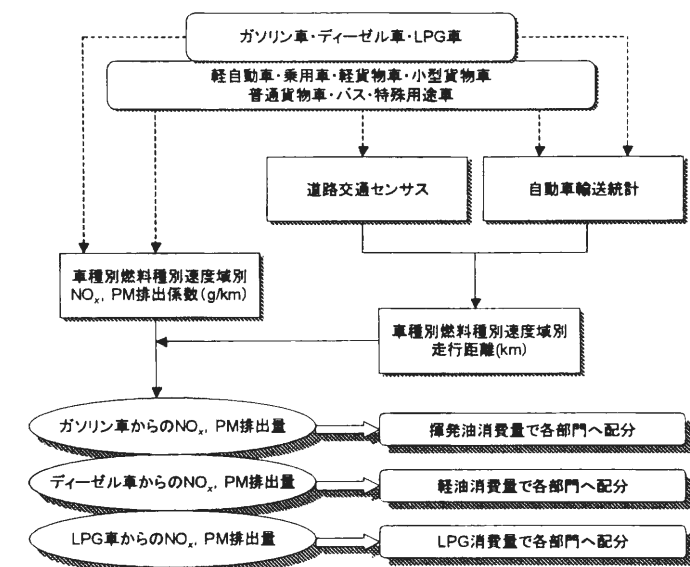 ガソリン車・ディーゼル車・LPG車
軽自動車・乗用車・軽貨物車・小型貨物車
普通貨物車・バス・特殊用途車
道路交通センサス
自動車輸送統計
車種別燃料種別速度域別
NOx, PM排出係数(g/km)
車種別燃料種別速度域別
走行距離(km)
ガソリン車からのNOx, PM排出量
揮発油消費量で各部門へ配分
ディーゼル車からのNOx, PM排出量
軽油消費量で各部門へ配分
LPG車からのNOx, PM排出量
LPG消費量で各部門へ配分